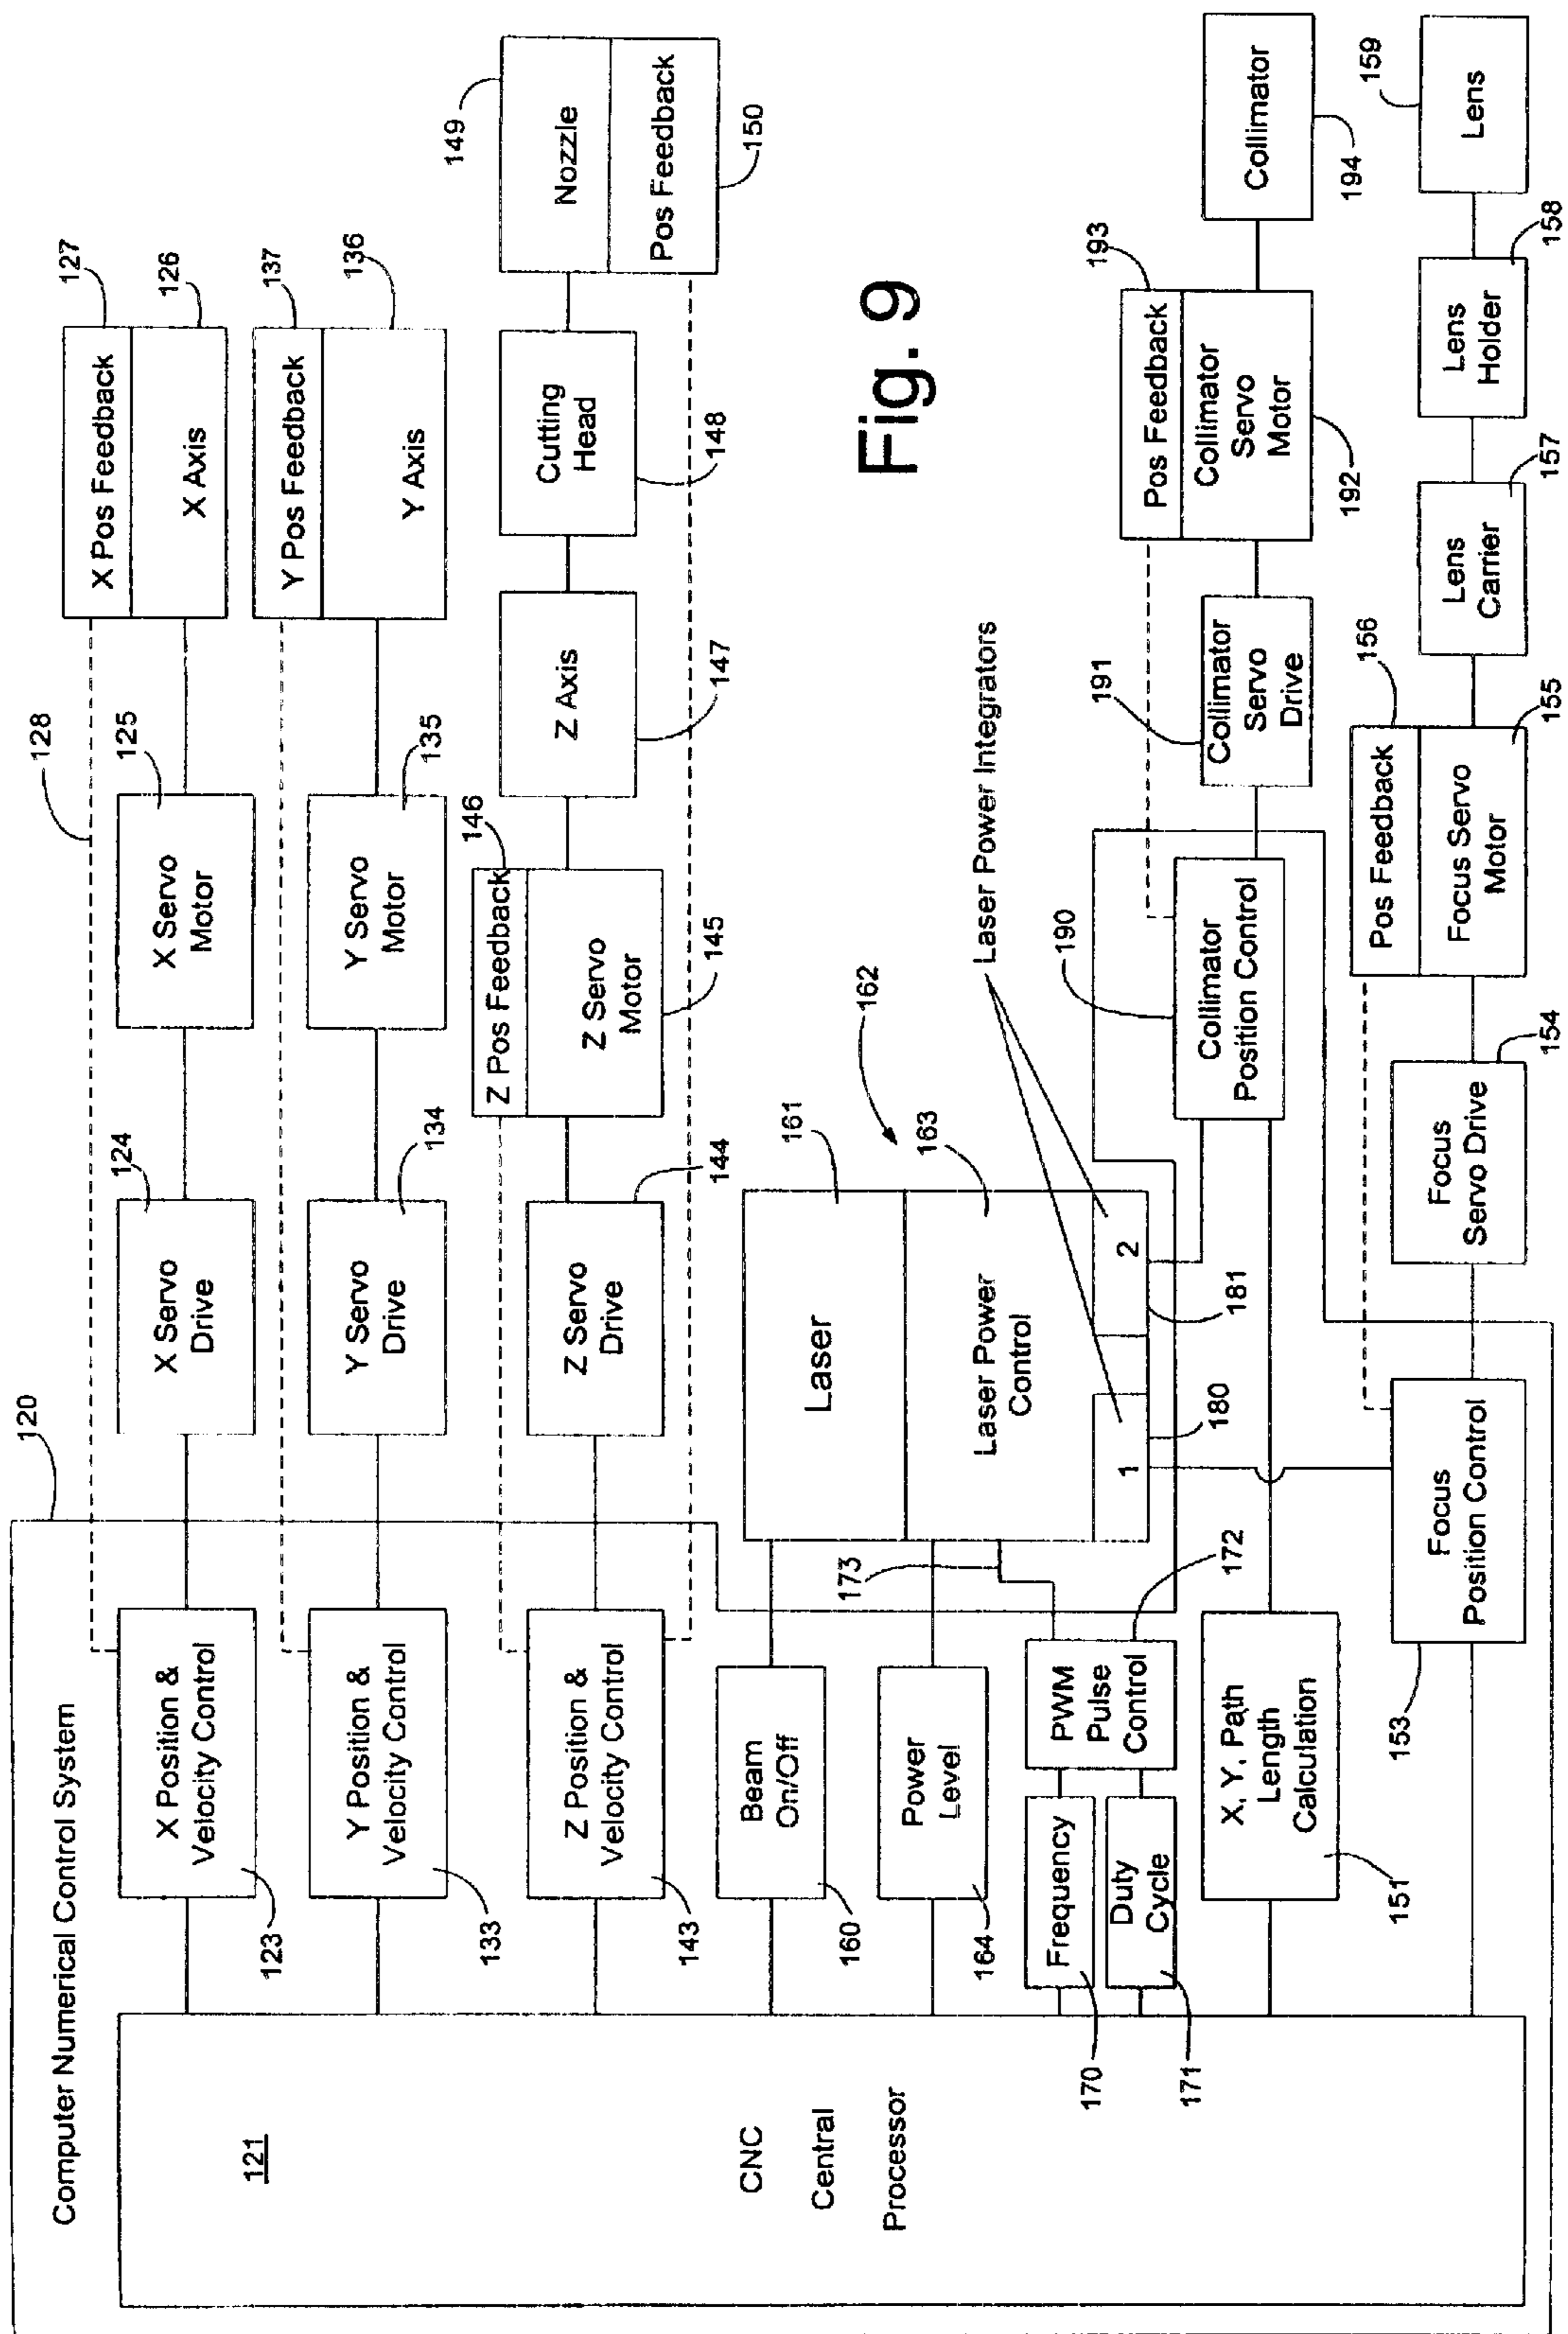 Computer Numerical Control System
120
121
CNC
Central
Processor
X Position &
Velocity Control
123
X Servo
Drive
124
X Servo
Motor
125
128
X Pos Feedback
127
X Axis
126
Y Position &
Velocity Control
133
Y Servo
Drive
134
Y Servo
Motor
135
Y Pos Feedback
137
Y Axis
136
Z Position &
Velocity Control
143
Z Servo
Drive
144
Z Pos Feedback
146
Z Servo
Motor
145
Z Axis
147
Cutting
Head
148
Nozzle
149
Pos Feedback
150
Beam
On/Off
160
Power
Level
164
Laser
161
162
Laser Power
Control
163
1
180
2
181
Laser Power Integrators
Frequency
170
Duty
Cycle
171
PWM
Pulse
Control
172
173
X, Y, Path
Length
Calculation
151
Collimator
Position Control
190
Collimator
Servo
Drive
191
Pos Feedback
193
Collimator
Servo
Motor
192
Collimator
194
Focus
Position Control
153
Focus
Servo Drive
154
Pos Feedback
156
Focus Servo
Motor
155
Lens
Carrier
157
Lens
Holder
158
Lens
159
Fig. 9